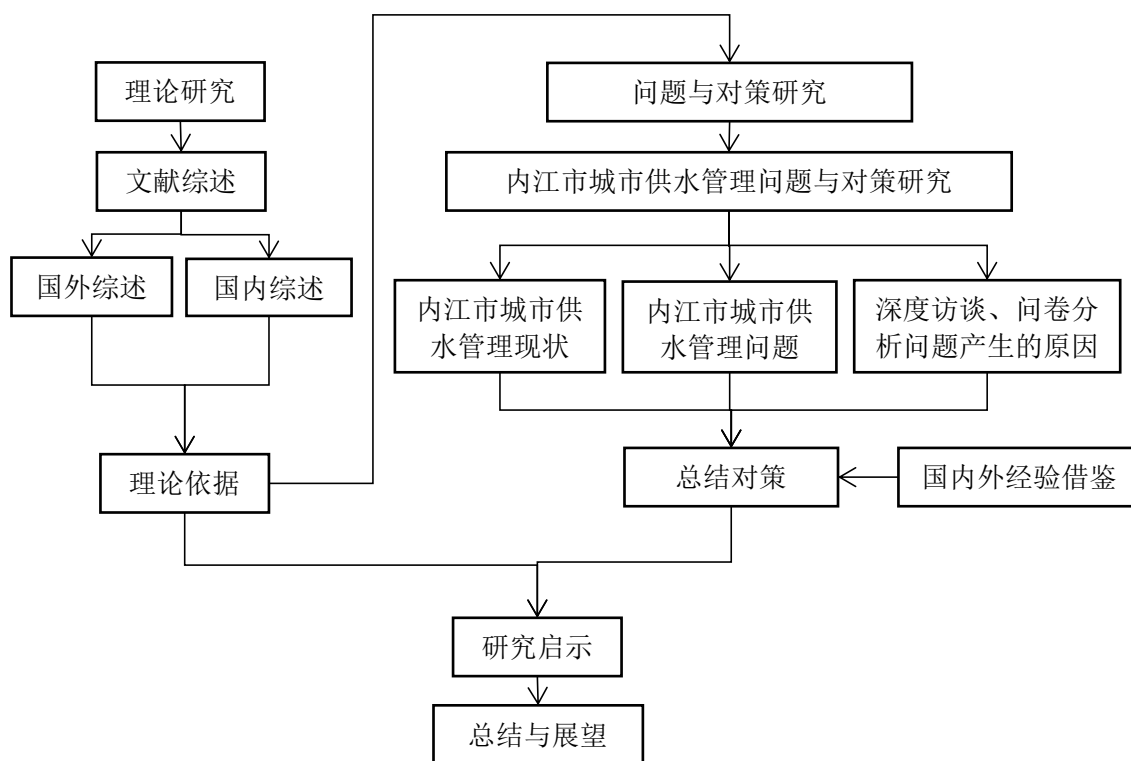 理论研究
文献综述
国外综述
国内综述
理论依据
问题与对策研究
内江市城市供水管理问题与对策研究
内江市城市供
水管理现状
内江市城市供
水管理问题
深度访谈、问卷分
析问题产生的原因
总结对策
国内外经验借鉴
研究启示
总结与展望